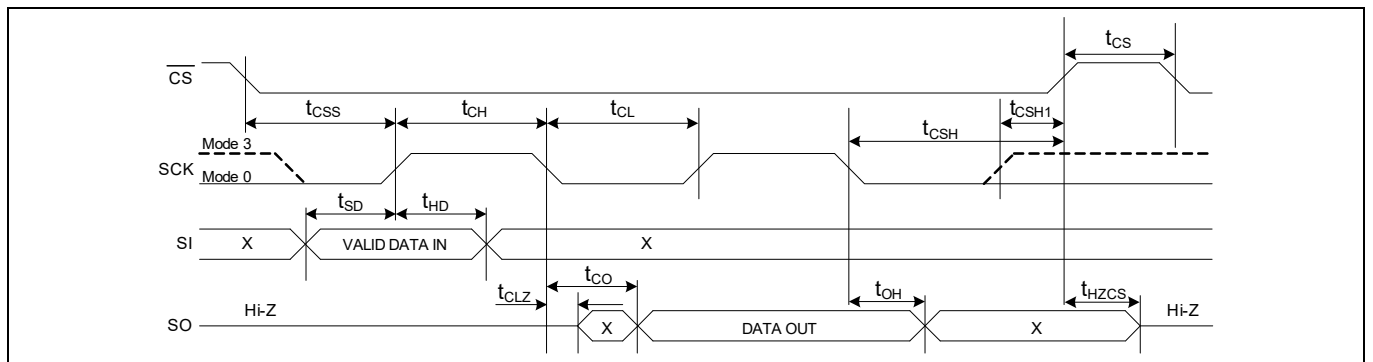 tCS
CS
tCSS tCH tCL tCSH1
tCSH
Mode 3
SCK
Mode 0
tSD tHD
SI X VALID DATA IN X
tCO
tCLZ tOH tHZCS
Hi-Z Hi-Z
SO X DATA OUT X